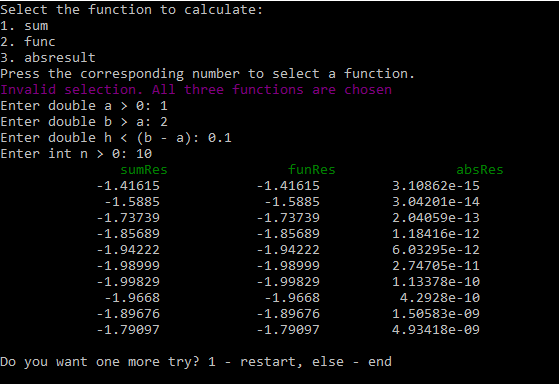 Select the function to calculate:
1. sum
2. func
3. absresult
Press the corresponding number to select a function.
Invalid selection. All three functions are chosen
Enter double a > 0: 1
Enter double b > a: 2
Enter double h < (b - a): 0.1
Enter int n > 0: 10
sumRes funRes absRes
-1.41615 -1.41615 3.10862e-15
-1.5885 -1.5885 3.04201e-14
-1.73739 -1.73739 2.04059e-13
-1.85689 -1.85689 1.18416e-12
-1.94222 -1.94222 6.03295e-12
-1.98999 -1.98999 2.74705e-11
-1.99829 -1.99829 1.13378e-10
-1.9668 -1.9668 4.2928e-10
-1.89676 -1.89676 1.50583e-09
-1.79097 -1.79097 4.93418e-09
Do you want one more try? 1 - restart, else - end